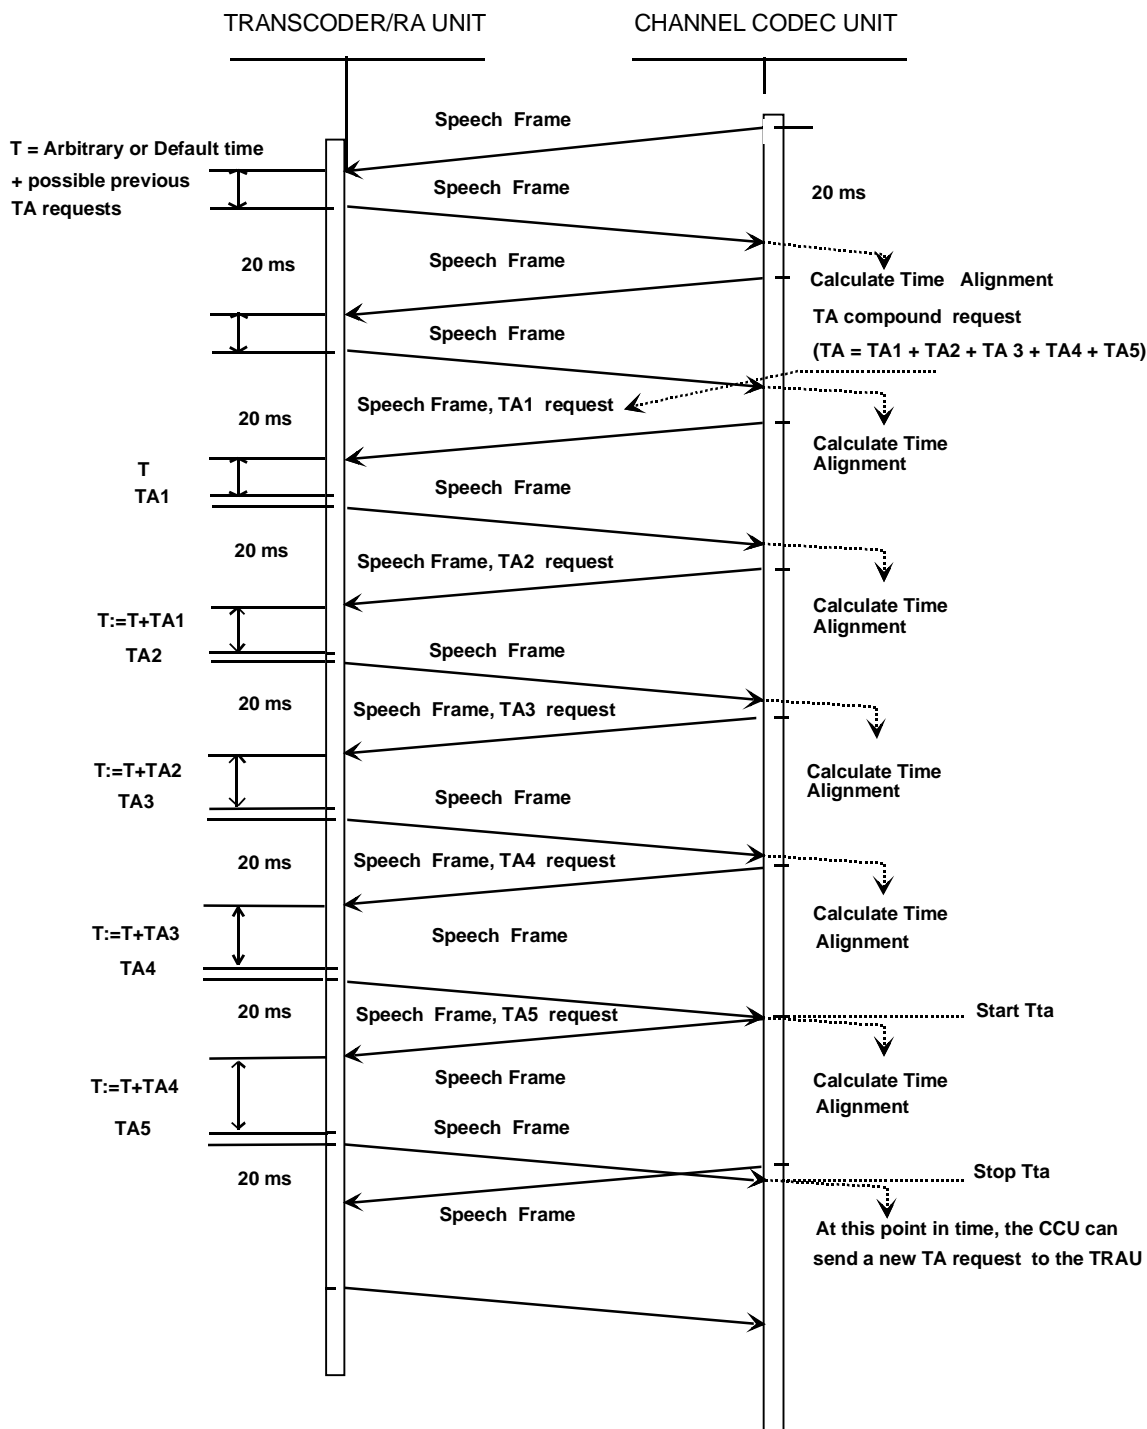 TRANSCODER/RA UNIT
CHANNEL CODEC UNIT
Speech Frame
T = Arbitrary or Default time
+ possible previous
TA requests
Speech Frame
20 ms
Speech Frame
20 ms
Calculate Time Alignment
TA compound request
(TA = TA1 + TA2 + TA 3 + TA4 + TA5)
Speech Frame
Speech Frame, TA1 request
20 ms
Calculate Time
Alignment
T
TA1
Speech Frame
20 ms
Speech Frame, TA2 request
Calculate Time
Alignment
T:=T+TA1
TA2
Speech Frame
20 ms
Speech Frame, TA3 request
Calculate Time
Alignment
T:=T+TA2
TA3
Speech Frame
20 ms
Speech Frame, TA4 request
Calculate Time
Alignment
T:=T+TA3
TA4
Speech Frame
20 ms
Speech Frame, TA5 request
Start Tta
Speech Frame
Calculate Time
Alignment
T:=T+TA4
TA5
Speech Frame
20 ms
Stop Tta
Speech Frame
At this point in time, the CCU can
send a new TA request to the TRAU